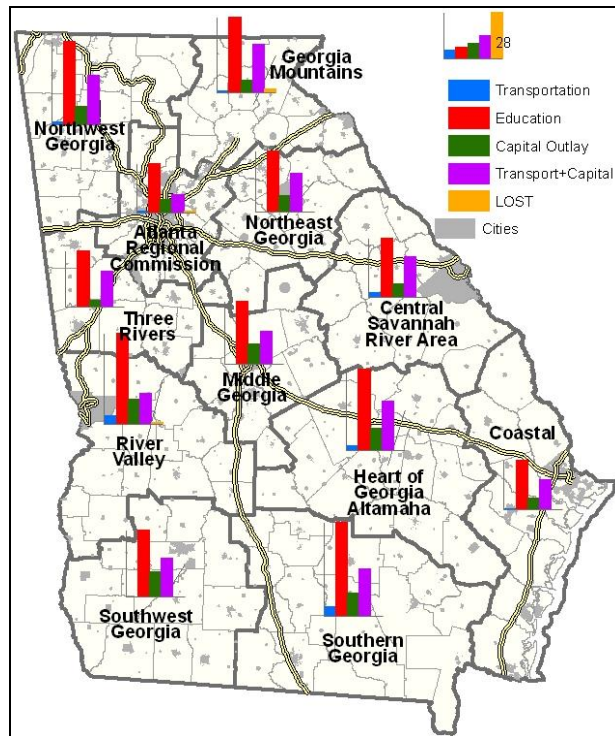 28
Transportation
Education
Capital Outlay
Transport+Capital
LOST
Cities
Georgia
Mountains
Northwest
Georgia
Northeast
Georgia
Atlanta
Regional
Commission
Three
Rivers
Central
Savannah
River Area
Middle
Georgia
River
Valley
Heart of
Georgia
Altamaha
Coastal
Southwest
Georgia
Southern
Georgia